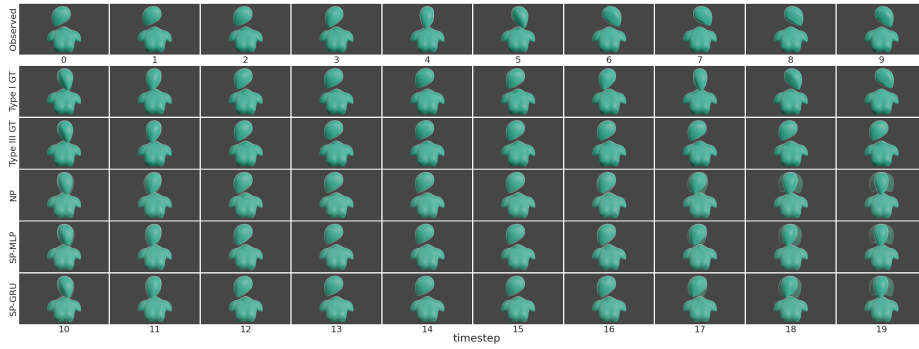 Observed
0 1 2 3 4 5 6 7 8 9
Type I GT
Type III GT
NP
SP-MLP
SP-GRU
10 11 12 13 14 15 16 17 18 19
timestep